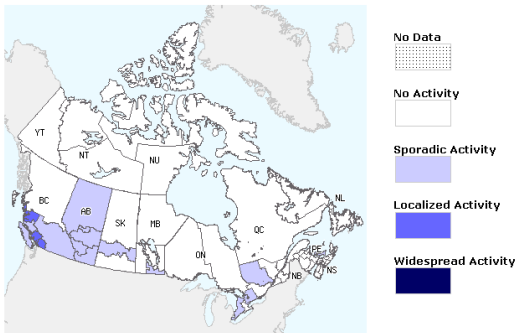 No Data
No Activity
Sporadic Activity
Localized Activity
Widespread Activity
YT
NT
NU
BC
AB
SK
MB
ON
QC
NL
PE
NB
NS